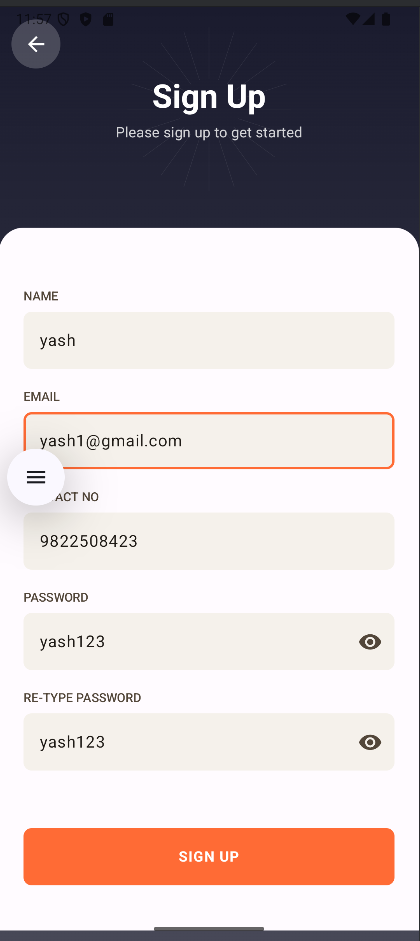 11:57
Sign Up
Please sign up to get started
NAME
yash
EMAIL
yash1@gmail.com
ACT NO
9822508423
PASSWORD
yash123
RE-TYPE PASSWORD
yash123
SIGN UP